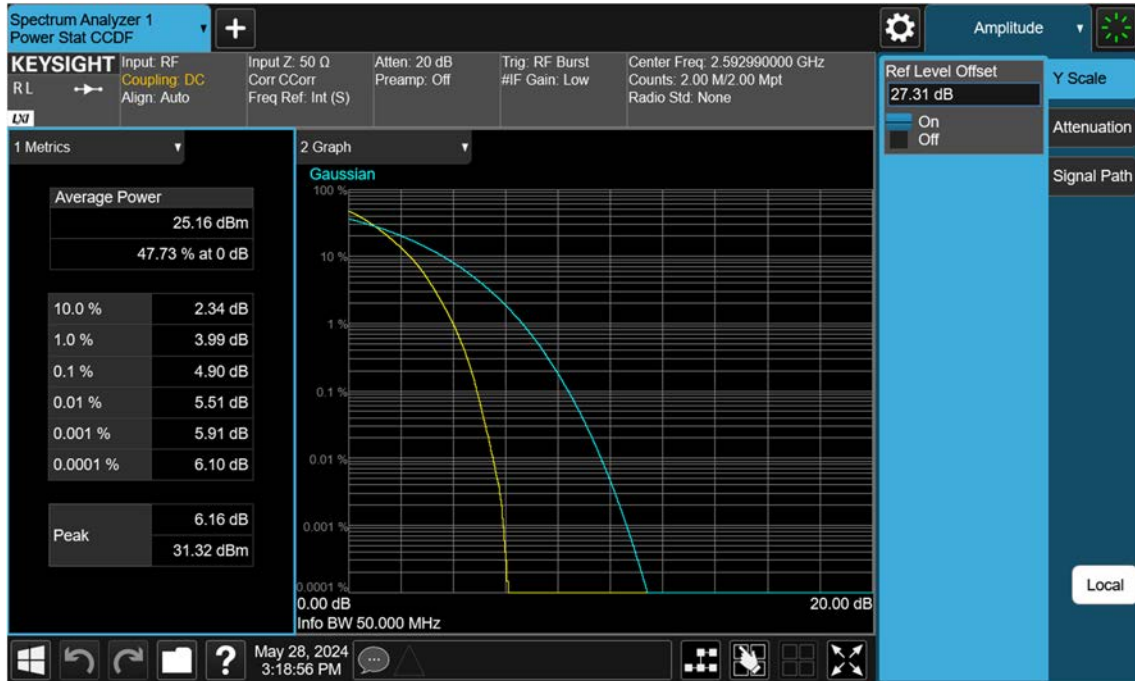 Spectrum Analyzer 1
Power Stat CCDF
Amplitude
KEYSIGHT
R L
LXI
Input: RF
Coupling: DC
Align: Auto
Input Z: 50 Ω
Corr CCorr
Freq Ref: Int (S)
Atten: 20 dB
Preamp: Off
Trig: RF Burst
#IF Gain: Low
Center Freq: 2.592990000 GHz
Counts: 2.00 M/2.00 Mpt
Radio Std: None
Ref Level Offset
27.31 dB
On
Off
Y Scale
Attenuation
Signal Path
Local
1 Metrics
Average Power
25.16 dBm
47.73 % at 0 dB
10.0 % 2.34 dB
1.0 % 3.99 dB
0.1 % 4.90 dB
0.01 % 5.51 dB
0.001 % 5.91 dB
0.0001 % 6.10 dB
Peak
6.16 dB
31.32 dBm
2 Graph
Gaussian
100 %
10 %
1 %
0.1 %
0.01 %
0.001 %
0.0001 %
0.00 dB 20.00 dB
Info BW 50.000 MHz
?
May 28, 2024
3:18:56 PM